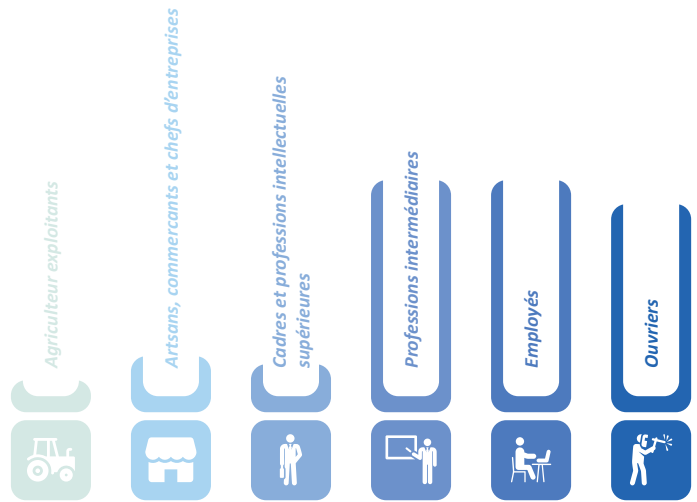 Agriculteur exploitants
Artsans, commercants et chefs d'entreprises
Cadres et professions intellectuelles
supérieures
Professions intermédiaires
Employés
Ouvriers